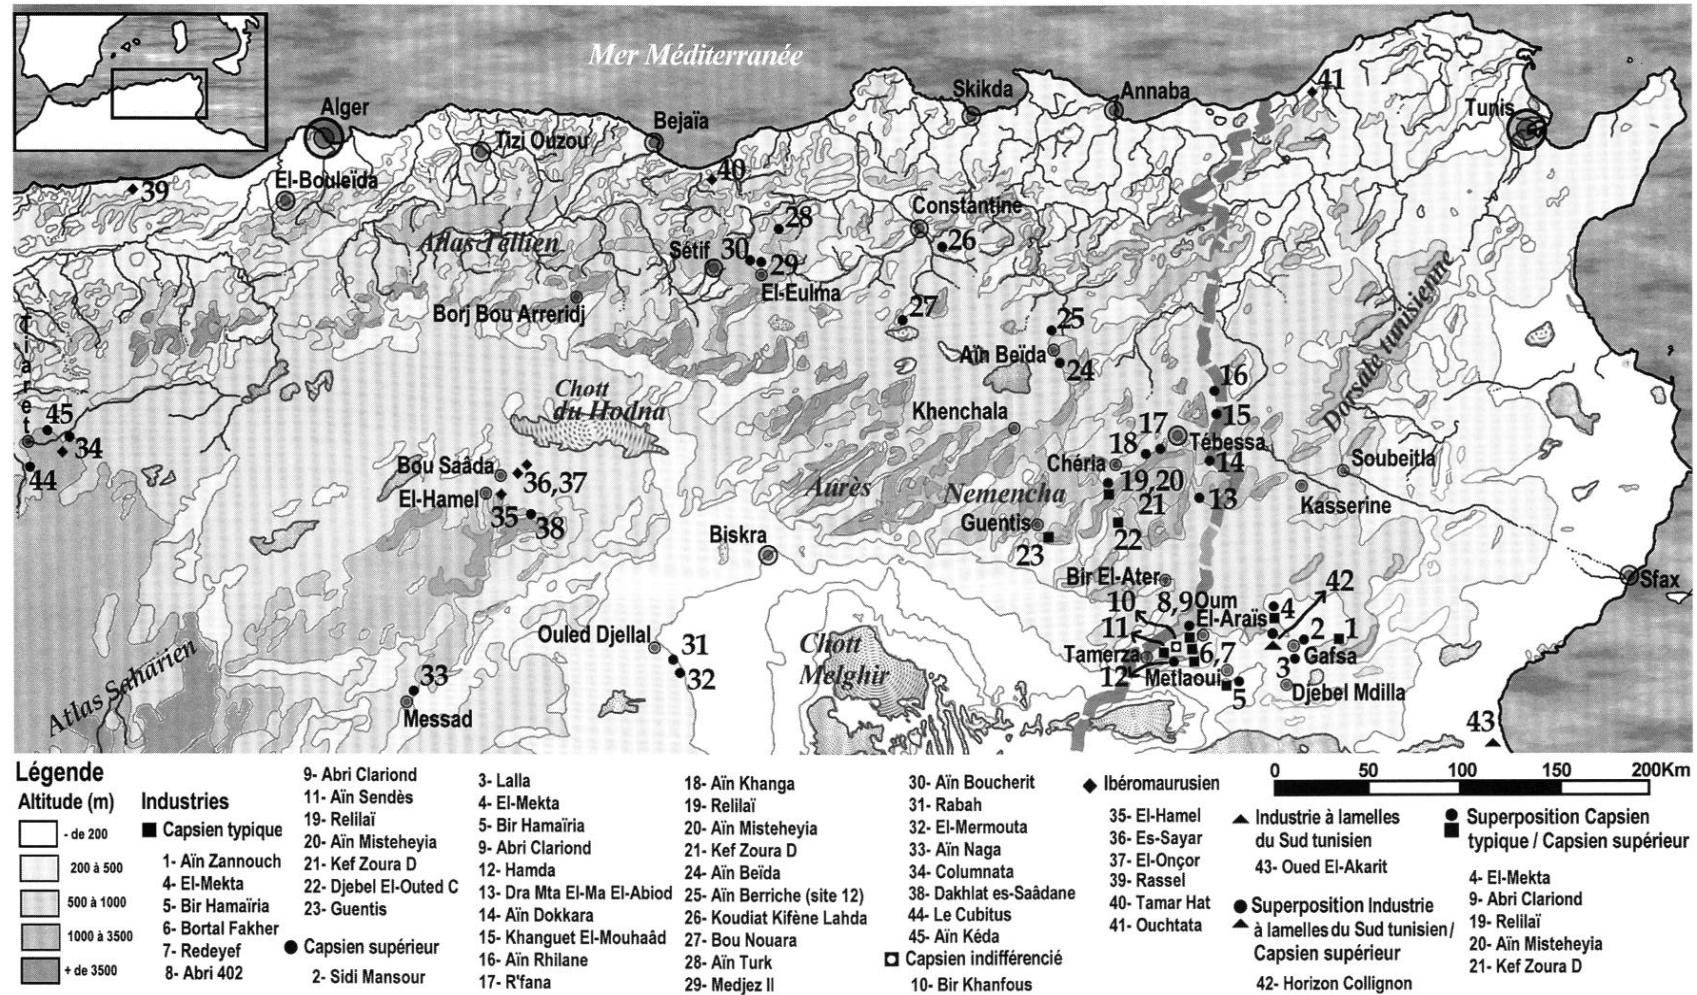 Mer Méditerranée
Alger
Tizi Ouzou
Bejaïa
Skikda
Annaba
41
Tunis
El-Bouleïda
39
40
Constantine
28
26
Atlas Tellien
Sétif
30
29
El-Eulma
Borj Bou Arreridj
27
25
Aïn Beïda
24
Dorsale tunisienne
Tiaret
Chott
du Hodna
Khenchala
16
15
17
Tébessa
18
14
45
34
44
Bou Saâda
36,37
El-Hamel
35
38
Chéria
19,20
21
13
Soubeitla
Kasserine
Aurès
Nemencha
Guentis
22
23
Biskra
Bir El-Ater
Sfax
42
10
8,9
Oum
El-Araïs
4
11
2
1
Tamerza
6,7
Gafsa
12
Metlaoui
3
5
Djebel Mdilla
Ouled Djellal
31
32
Chott
Melghir
Atlas Saharien
33
Messad
43
Légende
Altitude (m)
- de 200
200 à 500
500 à 1000
1000 à 3500
+ de 3500
Industries
Capsien typique
1- Aïn Zannouch
4- El-Mekta
5- Bir Hamaïria
6- Bortal Fakher
7- Redeyef
8- Abri 402
9- Abri Clariond
11- Aïn Sendès
19- Relilaï
20- Aïn Misteheyia
21- Kef Zoura D
22- Djebel El-Outed C
23- Guentis
Capsien supérieur
2- Sidi Mansour
3- Lalla
4- El-Mekta
5- Bir Hamaïria
9- Abri Clariond
12- Hamda
13- Dra Mta El-Ma El-Abiod
14- Aïn Dokkara
15- Khanguet El-Mouhaâd
16- Aïn Rhilane
17- R'fana
18- Aïn Khanga
19- Relilaï
20- Aïn Misteheyia
21- Kef Zoura D
24- Aïn Beïda
25- Aïn Berriche (site 12)
26- Koudiat Kifène Lahda
27- Bou Nouara
28- Aïn Turk
29- Medjez II
30- Aïn Boucherit
31- Rabah
32- El-Mermouta
33- Aïn Naga
34- Columnata
38- Dakhlat es-Saâdane
44- Le Cubitus
45- Aïn Kéda
Capsien indifférencié
10- Bir Khanfous
Ibéromaurusien
35- El-Hamel
36- Es-Sayar
37- El-Onçor
39- Rassel
40- Tamar Hat
41- Ouchtata
0 50 100 150 200Km
Industrie à lamelles
du Sud tunisien
43- Oued El-Akarit
Superposition Industrie
à lamelles du Sud tunisien /
Capsien supérieur
42- Horizon Collignon
Superposition Capsien
typique / Capsien supérieur
4- El-Mekta
9- Abri Clariond
19- Relilaï
20- Aïn Misteheyia
21- Kef Zoura D